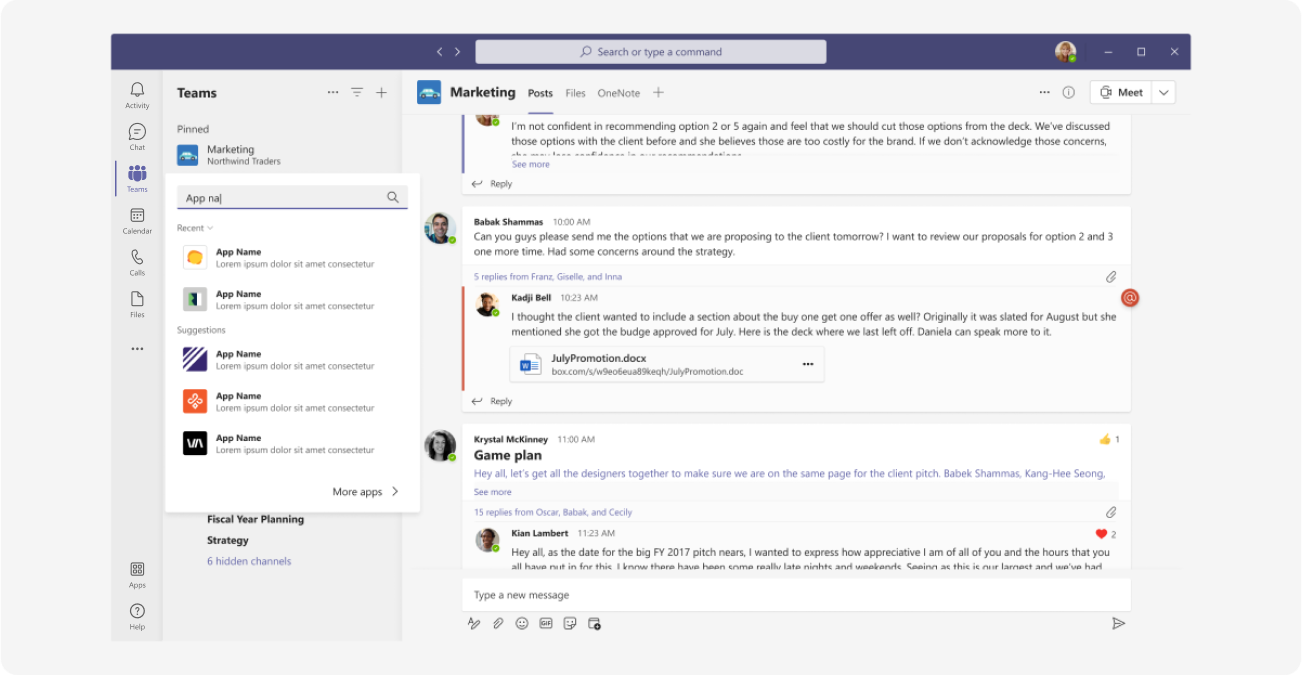 Search or type a command
Activity
Chat
Teams
Calendar
Calls
Files
Apps
Help
Teams
Pinned
Marketing
Northwind Traders
App na
Recent
App Name
Lorem ipsum dolor sit amet consectetur
App Name
Lorem ipsum dolor sit amet consectetur
Suggestions
App Name
Lorem ipsum dolor sit amet consectetur
App Name
Lorem ipsum dolor sit amet consectetur
VA
App Name
Lorem ipsum dolor sit amet consectetur
More apps
Fiscal Year Planning
Strategy
6 hidden channels
Marketing Posts Files OneNote
Meet
I'm not confident in recommending option 2 or 5 again and feel that we should cut those options from the deck. We've discussed
those options with the client before and she believes those are too costly for the brand. If we don't acknowledge those concerns,
she may lose confidence in our recommendations
See more
Reply
Babak Shammas 10:00 AM
Can you guys please send me the options that we are proposing to the client tomorrow? I want to review our proposals for option 2 and 3
one more time. Had some concerns around the strategy.
5 replies from Franz, Giselle, and Inna
@
Kadji Bell 10:23 AM
I thought the client wanted to include a section about the buy one get one offer as well? Originally it was slated for August but she
mentioned she got the budge approved for July. Here is the deck where we last left off. Daniela can speak more to it.
W
JulyPromotion.docx
box.com/s/w9eo6eua89keqh/JulyPromotion.doc
Reply
Krystal McKinney 11:00 AM
1
Game plan
Hey all, let's get all the designers together to make sure we are on the same page for the client pitch. Babek Shammas, Kang-Hee Seong,
See more
15 replies from Oscar, Babak, and Cecily
Kian Lambert 11:23 AM
2
Hey all, as the date for the big FY 2017 pitch nears, I wanted to express how appreciative I am of all of you and the hours that you
all have put in for this. I know there have been some really late nights and weekends. Seeing as this is our largest and we've had
Type a new message
GIF